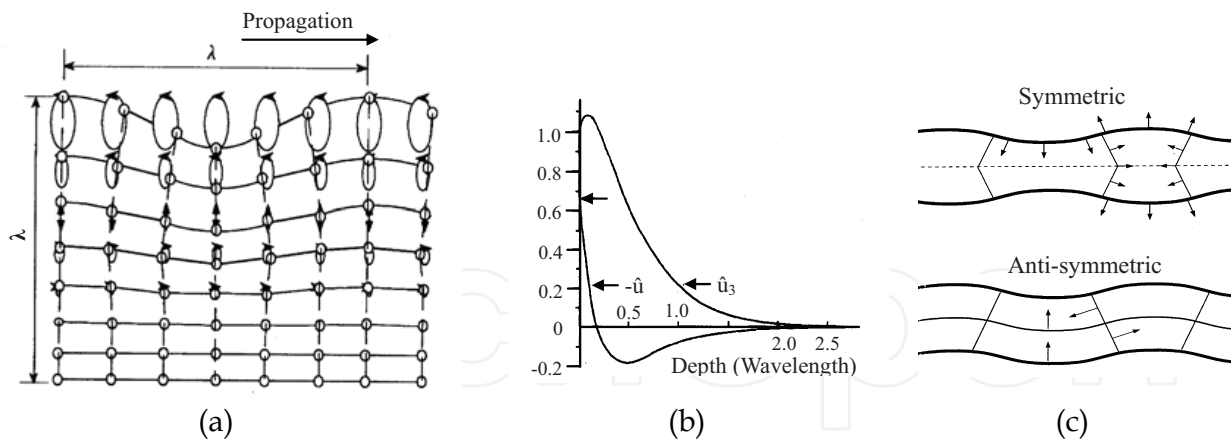 Propagation
λ
λ
(a)
1.0
0.8
0.6
0.4
0.2
0
-0.2
-û
û₃
0.5
1.0
2.0
2.5
Depth (Wavelength)
(b)
Symmetric
Anti-symmetric
(c)